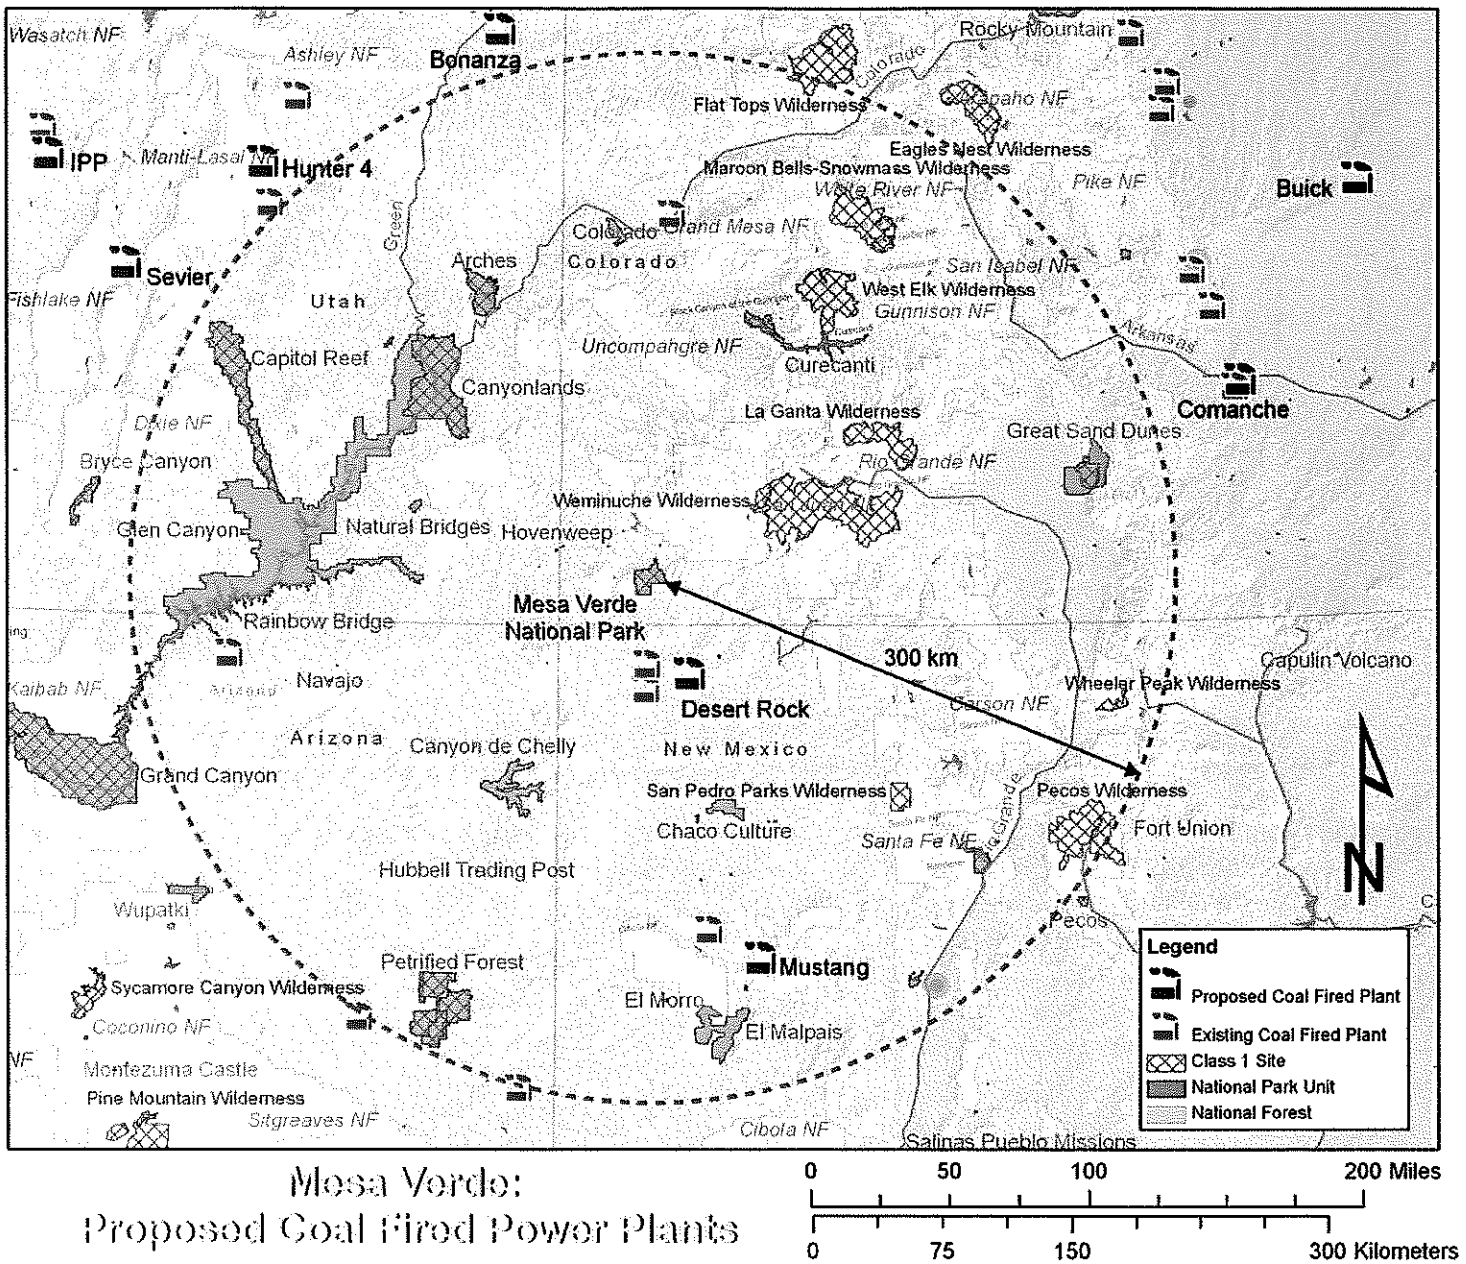 Wasatch NF
Ashley NF
Bonanza
Rocky Mountain
Colorado
Flat Tops Wilderness
Arapaho NF
IPP
Manti-Lasal NF
Hunter 4
Eagles Nest Wilderness
Maroon Bells-Snowmass Wilderness
White River NF
Pike NF
Buick
Green
Colorado
Grand Mesa NF
Arches
Colorado
San Isabel NF
Sevier
Fishlake NF
Utah
West Elk Wilderness
Gunnison NF
Black Canyon of the Gunnison
Arkansas
Capitol Reef
Uncompahgre NF
Curecanti
Canyonlands
Comanche
La Garita Wilderness
Dixie NF
Great Sand Dunes
Bryce Canyon
Rio Grande NF
Weminuche Wilderness
Glen Canyon
Natural Bridges
Hovenweep
Mesa Verde
National Park
Rainbow Bridge
300 km
Capulin Volcano
Kaibab NF
Navajo
Wheeler Peak Wilderness
Carson NF
Desert Rock
Arizona
Canyon de Chelly
New Mexico
Grand Canyon
San Pedro Parks Wilderness
Pecos Wilderness
Rio Grande
Chaco Culture
Santa Fe NF
Fort Union
Hubbell Trading Post
Wupatki
Pecos
Petrified Forest
Mustang
Sycamore Canyon Wilderness
El Morro
El Malpais
Coconino NF
NF
Montezuma Castle
Pine Mountain Wilderness
Sitgreaves NF
Cibola NF
Salinas Pueblo Missions
N
Legend
Proposed Coal Fired Plant
Existing Coal Fired Plant
Class 1 Site
National Park Unit
National Forest
Mesa Verde:
Proposed Coal Fired Power Plants
0 50 100 200 Miles
0 75 150 300 Kilometers